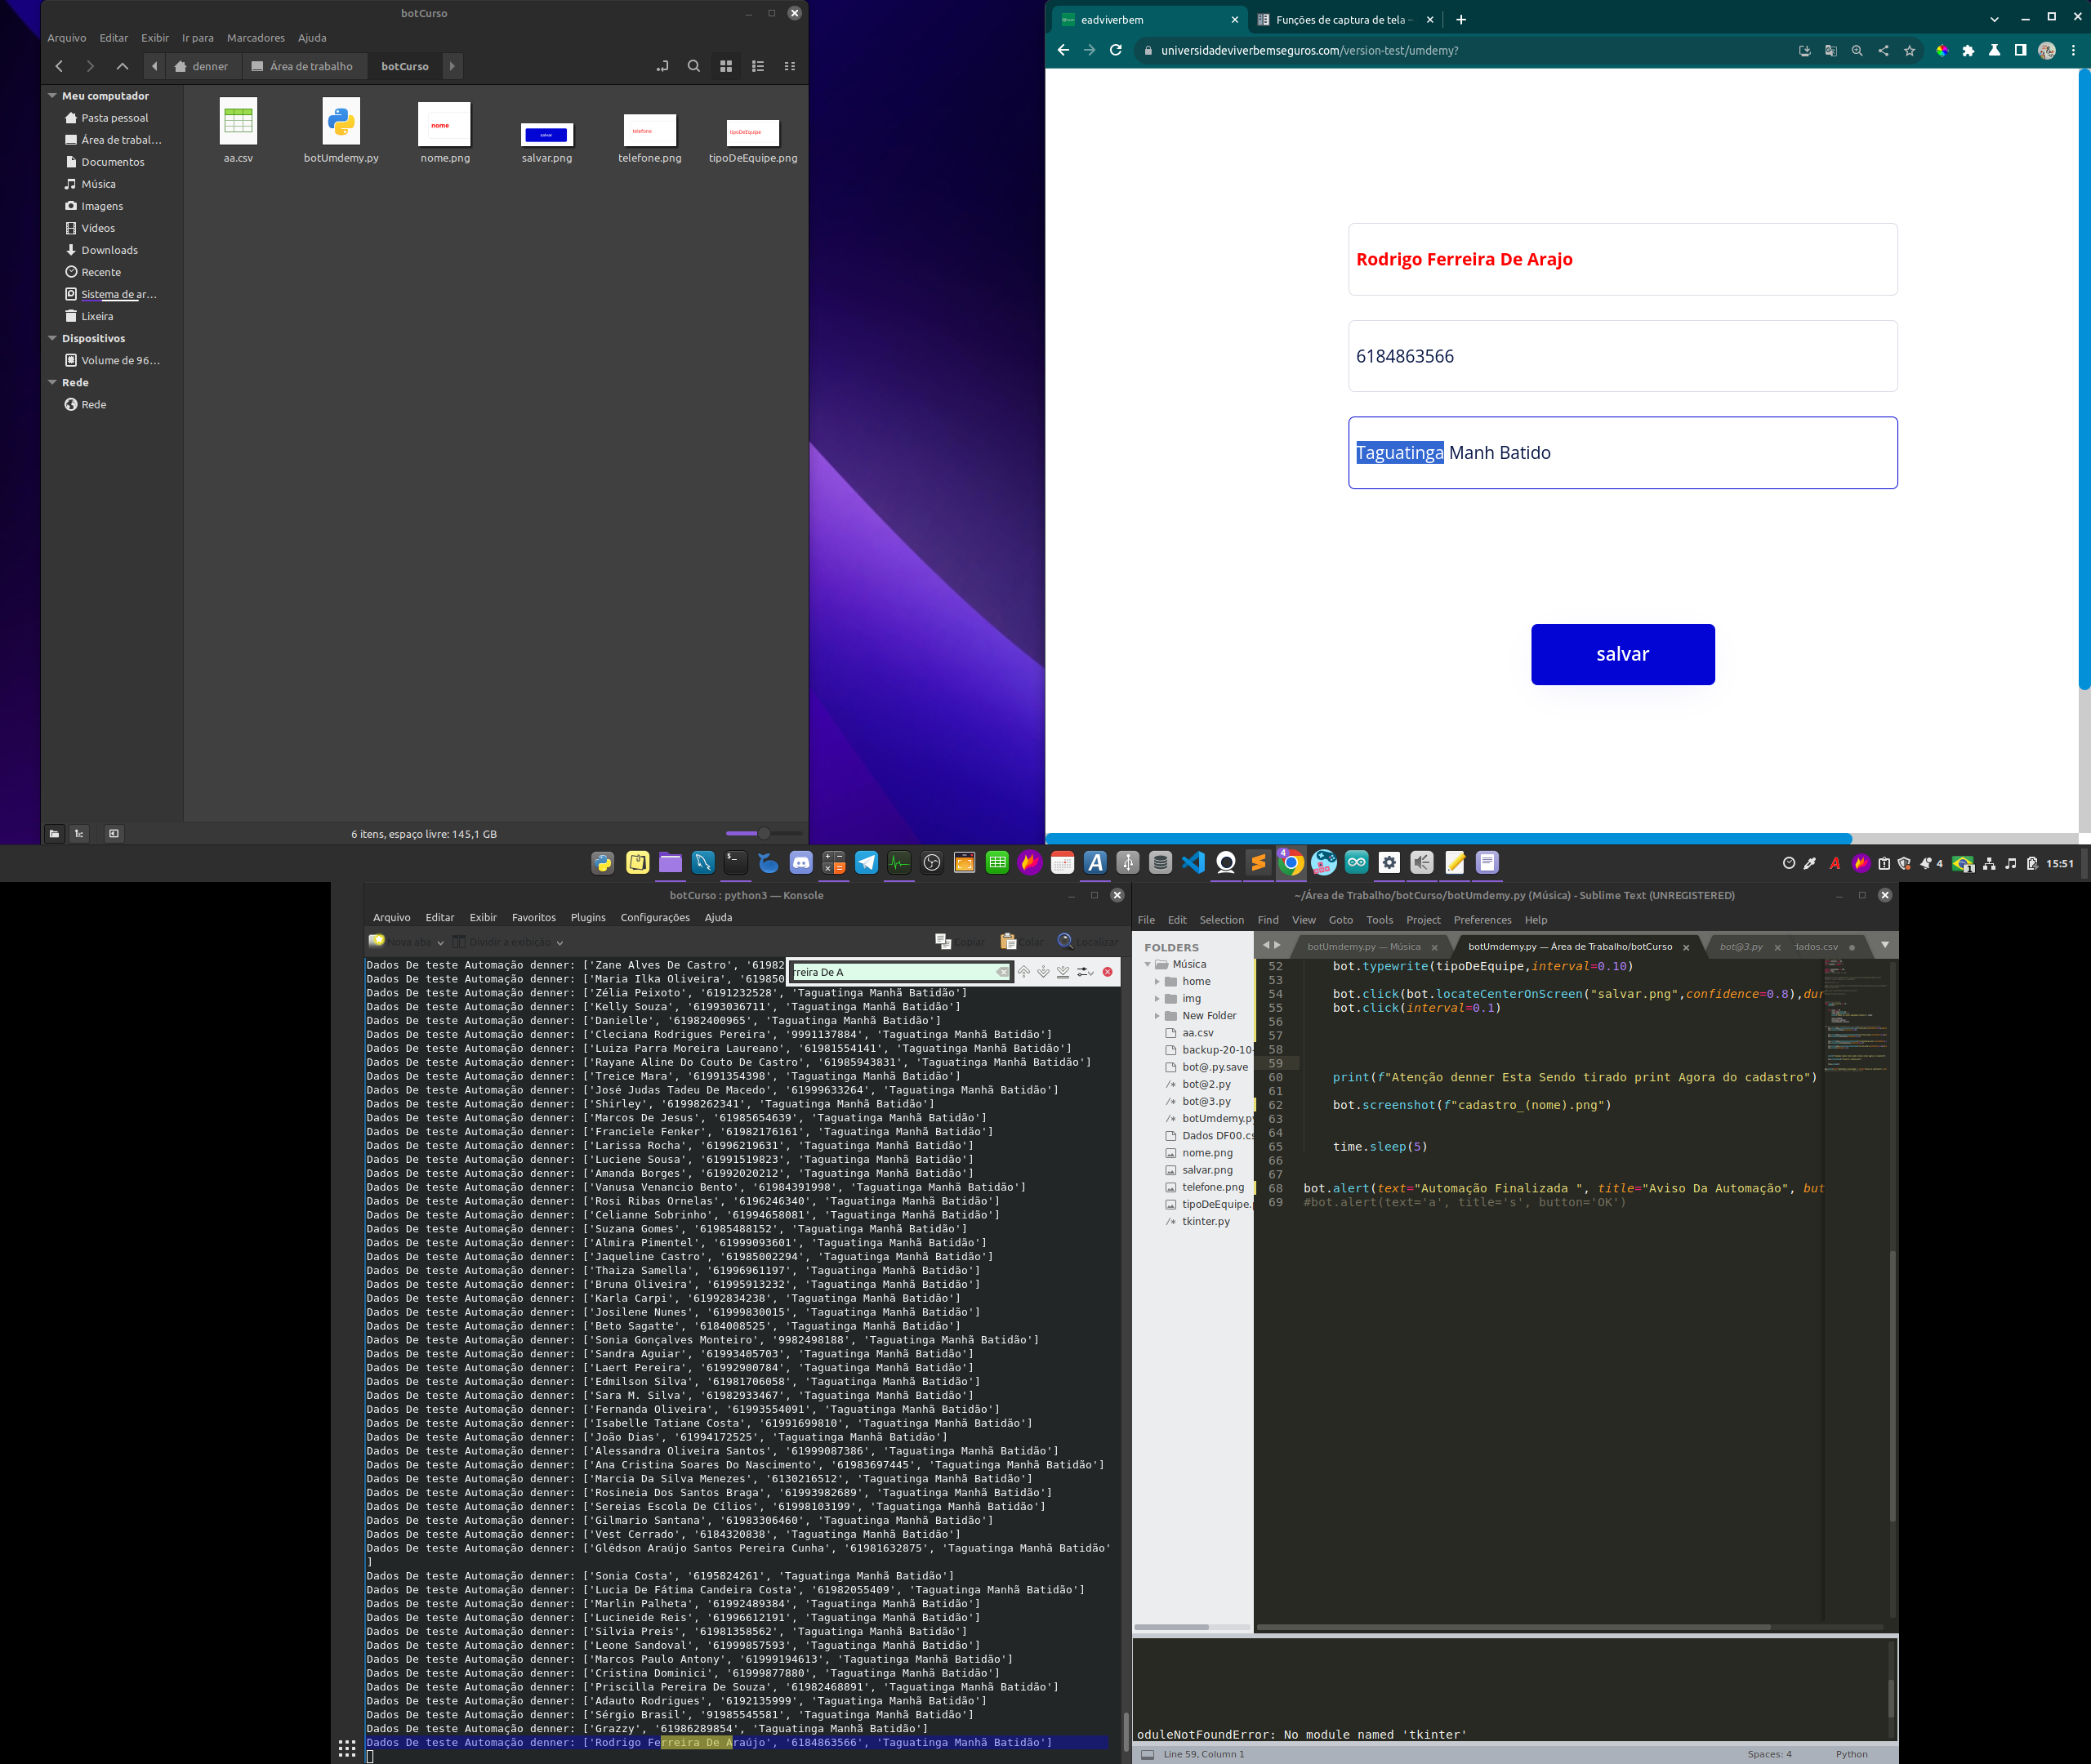 botCurso
Arquivo Editar Exibir Ir para Marcadores Ajuda
denner Área de trabalho botCurso
Meu computador
Pasta pessoal
Área de trabal...
Documentos
Música
Imagens
Vídeos
Downloads
Recente
Sistema de ar...
Lixeira
Dispositivos
Volume de 96...
Rede
Rede
nome
salvar
telefone
tipoDeEquipe
aa.csv botUmdemy.py nome.png salvar.png telefone.png tipoDeEquipe.png
6 itens, espaço livre: 145,1 GB
eadviverbem
Funções de captura de tela
universidadeviverbemseguros.com/version-test/umdemy?
Rodrigo Ferreira De Arajo
6184863566
Taguatinga Manh Batido
salvar
4
4
1
15:51
botCurso : python3 — Konsole
Arquivo Editar Exibir Favoritos Plugins Configurações Ajuda
Nova aba Dividir a exibição Copiar Colar Localizar
rreira De A
Dados De teste Automação denner: ['Zane Alves De Castro', '61982
Dados De teste Automação denner: ['Maria Ilka Oliveira', '619850
Dados De teste Automação denner: ['Zélia Peixoto', '6191232528', 'Taguatinga Manhã Batidão']
Dados De teste Automação denner: ['Kelly Souza', '61993036711', 'Taguatinga Manhã Batidão']
Dados De teste Automação denner: ['Danielle', '61982400965', 'Taguatinga Manhã Batidão']
Dados De teste Automação denner: ['Cleciana Rodrigues Pereira', '9991137884', 'Taguatinga Manhã Batidão']
Dados De teste Automação denner: ['Luiza Parra Moreira Laureano', '61981554141', 'Taguatinga Manhã Batidão']
Dados De teste Automação denner: ['Rayane Aline Do Couto De Castro', '61985943831', 'Taguatinga Manhã Batidão']
Dados De teste Automação denner: ['Treice Mara', '61991354398', 'Taguatinga Manhã Batidão']
Dados De teste Automação denner: ['José Judas Tadeu De Macedo', '61999633264', 'Taguatinga Manhã Batidão']
Dados De teste Automação denner: ['Shirley', '61998262341', 'Taguatinga Manhã Batidão']
Dados De teste Automação denner: ['Marcos De Jesus', '61985654639', 'Taguatinga Manhã Batidão']
Dados De teste Automação denner: ['Franciele Fenker', '61982176161', 'Taguatinga Manhã Batidão']
Dados De teste Automação denner: ['Larissa Rocha', '61996219631', 'Taguatinga Manhã Batidão']
Dados De teste Automação denner: ['Luciene Sousa', '61991519823', 'Taguatinga Manhã Batidão']
Dados De teste Automação denner: ['Amanda Borges', '61992020212', 'Taguatinga Manhã Batidão']
Dados De teste Automação denner: ['Vanusa Venancio Bento', '61984391998', 'Taguatinga Manhã Batidão']
Dados De teste Automação denner: ['Rosi Ribas Ornelas', '6196246340', 'Taguatinga Manhã Batidão']
Dados De teste Automação denner: ['Celianne Sobrinho', '61994658081', 'Taguatinga Manhã Batidão']
Dados De teste Automação denner: ['Suzana Gomes', '61985488152', 'Taguatinga Manhã Batidão']
Dados De teste Automação denner: ['Almira Pimentel', '61999093601', 'Taguatinga Manhã Batidão']
Dados De teste Automação denner: ['Jaqueline Castro', '61985002294', 'Taguatinga Manhã Batidão']
Dados De teste Automação denner: ['Thaiza Samella', '61996961197', 'Taguatinga Manhã Batidão']
Dados De teste Automação denner: ['Bruna Oliveira', '61995913232', 'Taguatinga Manhã Batidão']
Dados De teste Automação denner: ['Karla Carpi', '61992834238', 'Taguatinga Manhã Batidão']
Dados De teste Automação denner: ['Josilene Nunes', '61999830015', 'Taguatinga Manhã Batidão']
Dados De teste Automação denner: ['Beto Sagatte', '6184008525', 'Taguatinga Manhã Batidão']
Dados De teste Automação denner: ['Sonia Gonçalves Monteiro', '9982498188', 'Taguatinga Manhã Batidão']
Dados De teste Automação denner: ['Sandra Aguiar', '61993405703', 'Taguatinga Manhã Batidão']
Dados De teste Automação denner: ['Laert Pereira', '61992900784', 'Taguatinga Manhã Batidão']
Dados De teste Automação denner: ['Edmilson Silva', '61981706058', 'Taguatinga Manhã Batidão']
Dados De teste Automação denner: ['Sara M. Silva', '61982933467', 'Taguatinga Manhã Batidão']
Dados De teste Automação denner: ['Fernanda Oliveira', '61993554091', 'Taguatinga Manhã Batidão']
Dados De teste Automação denner: ['Isabelle Tatiane Costa', '61991699810', 'Taguatinga Manhã Batidão']
Dados De teste Automação denner: ['João Dias', '61994172525', 'Taguatinga Manhã Batidão']
Dados De teste Automação denner: ['Alessandra Oliveira Santos', '61999087386', 'Taguatinga Manhã Batidão']
Dados De teste Automação denner: ['Ana Cristina Soares Do Nascimento', '61983697445', 'Taguatinga Manhã Batidão']
Dados De teste Automação denner: ['Marcia Da Silva Menezes', '6130216512', 'Taguatinga Manhã Batidão']
Dados De teste Automação denner: ['Rosineia Dos Santos Braga', '61993982689', 'Taguatinga Manhã Batidão']
Dados De teste Automação denner: ['Sereias Escola De Cílios', '61998103199', 'Taguatinga Manhã Batidão']
Dados De teste Automação denner: ['Gilmario Santana', '61983306460', 'Taguatinga Manhã Batidão']
Dados De teste Automação denner: ['Vest Cerrado', '6184320838', 'Taguatinga Manhã Batidão']
Dados De teste Automação denner: ['Glêdson Araújo Santos Pereira Cunha', '61981632875', 'Taguatinga Manhã Batidão'
]
Dados De teste Automação denner: ['Sonia Costa', '6195824261', 'Taguatinga Manhã Batidão']
Dados De teste Automação denner: ['Lucia De Fátima Candeira Costa', '61982055409', 'Taguatinga Manhã Batidão']
Dados De teste Automação denner: ['Marlin Palheta', '61992489384', 'Taguatinga Manhã Batidão']
Dados De teste Automação denner: ['Lucineide Reis', '61996612191', 'Taguatinga Manhã Batidão']
Dados De teste Automação denner: ['Silvia Preis', '61981358562', 'Taguatinga Manhã Batidão']
Dados De teste Automação denner: ['Leone Sandoval', '61999857593', 'Taguatinga Manhã Batidão']
Dados De teste Automação denner: ['Marcos Paulo Antony', '61999194613', 'Taguatinga Manhã Batidão']
Dados De teste Automação denner: ['Cristina Dominici', '61999877880', 'Taguatinga Manhã Batidão']
Dados De teste Automação denner: ['Priscilla Pereira De Souza', '61982468891', 'Taguatinga Manhã Batidão']
Dados De teste Automação denner: ['Adauto Rodrigues', '6192135999', 'Taguatinga Manhã Batidão']
Dados De teste Automação denner: ['Sérgio Brasil', '91985545581', 'Taguatinga Manhã Batidão']
Dados De teste Automação denner: ['Grazzy', '61986289854', 'Taguatinga Manhã Batidão']
Dados De teste Automação denner: ['Rodrigo Ferreira De Araújo', '6184863566', 'Taguatinga Manhã Batidão']
~/Área de Trabalho/botCurso/botUmdemy.py (Música) - Sublime Text (UNREGISTERED)
File Edit Selection Find View Goto Tools Project Preferences Help
FOLDERS
Música
home
img
New Folder
aa.csv
backup-20-10-
bot@.py.save
bot@2.py
bot@3.py
botUmdemy.py
Dados DF00.cs
nome.png
salvar.png
telefone.png
tipoDeEquipe.
tkinter.py
botUmdemy.py — Música
botUmdemy.py — Área de Trabalho/botCurso
bot@3.py
dados.csv
52 bot.typewrite(tipoDeEquipe,interval=0.10)
53
54 bot.click(bot.locateCenterOnScreen("salvar.png",confidence=0.8),dur
55 bot.click(interval=0.1)
56
57
58
59
60 print(f"Atenção denner Esta Sendo tirado print Agora do cadastro")
61
62 bot.screenshot(f"cadastro_(nome).png")
63
64
65 time.sleep(5)
66
67
68 bot.alert(text="Automação Finalizada ", title="Aviso Da Automação", but
69 #bot.alert(text='a', title='s', button='OK')
oduleNotFoundError: No module named 'tkinter'
Line 59, Column 1
Spaces: 4
Python